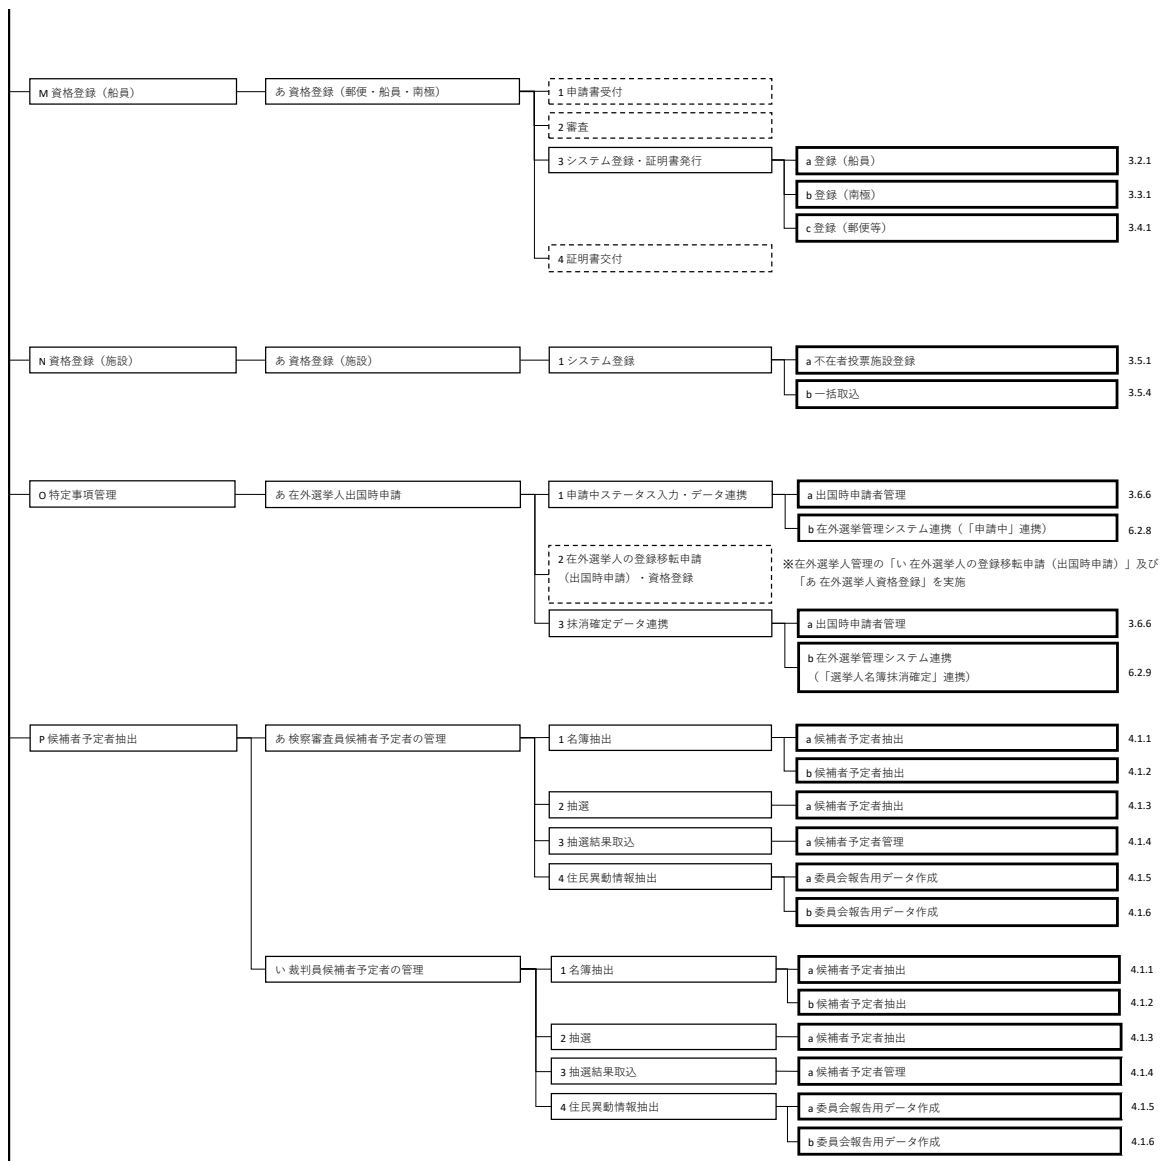 M 資格登録（船員）
あ 資格登録（郵便・船員・南極）
1 申請書受付
2 審査
3 システム登録・証明書発行
a 登録（船員）
3.2.1
b 登録（南極）
3.3.1
c 登録（郵便等）
3.4.1
4 証明書交付
N 資格登録（施設）
あ 資格登録（施設）
1 システム登録
a 不在者投票施設登録
3.5.1
b 一括取込
3.5.4
O 特定事項管理
あ 在外選挙人出国時申請
1 申請中ステータス入力・データ連携
a 出国時申請者管理
3.6.6
b 在外選挙管理システム連携（「申請中」連携）
6.2.8
2 在外選挙人の登録移転申請
（出国時申請）・資格登録
※在外選挙人管理の「い 在外選挙人の登録移転申請（出国時申請）」及び
「あ 在外選挙人資格登録」を実施
3 抹消確定データ連携
a 出国時申請者管理
3.6.6
b 在外選挙管理システム連携
（「選挙人名簿抹消確定」連携）
6.2.9
P 候補者予定者抽出
あ 検察審査員候補者予定者の管理
1 名簿抽出
a 候補者予定者抽出
4.1.1
b 候補者予定者抽出
4.1.2
2 抽選
a 候補者予定者抽出
4.1.3
3 抽選結果取込
a 候補者予定者管理
4.1.4
4 住民異動情報抽出
a 委員会報告用データ作成
4.1.5
b 委員会報告用データ作成
4.1.6
い 裁判員候補者予定者の管理
1 名簿抽出
a 候補者予定者抽出
4.1.1
b 候補者予定者抽出
4.1.2
2 抽選
a 候補者予定者抽出
4.1.3
3 抽選結果取込
a 候補者予定者管理
4.1.4
4 住民異動情報抽出
a 委員会報告用データ作成
4.1.5
b 委員会報告用データ作成
4.1.6